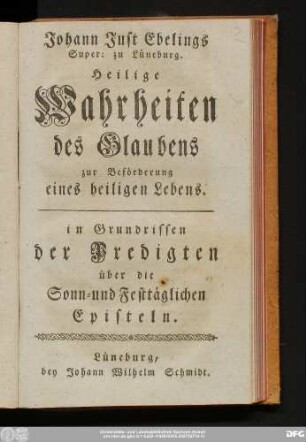 Johann Just Ebelings
Super: zu Lüneburg.
Heilige
Wahrheiten
des Glaubens
zur Beförderung
eines heiligen Lebens.
in Grundrissen
der Predigten
über die
Sonn-und Festtäglichen
Episteln.
Lüneburg,
bey Johann Wilhelm Schmidt.